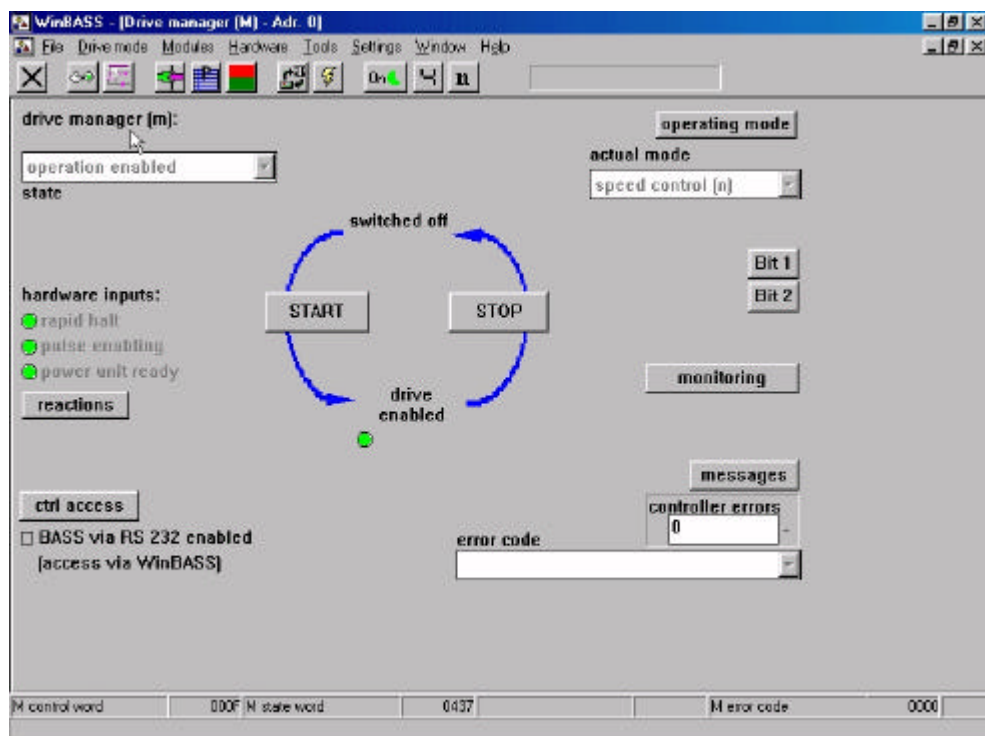 WinBASS - [Drive manager (M) - Adr. 0]
File Drive mode Modules Hardware Tools Settings Window Help
On n
drive manager (m):
operating mode
operation enabled
actual mode
state
speed control (n)
switched off
Bit 1
hardware inputs:
Bit 2
START
STOP
rapid halt
pulse enabling
power unit ready
monitoring
reactions
drive
enabled
messages
ctrl access
controller errors
0
BASS via RS 232 enabled
error code
(access via WinBASS)
M control word 000F M state word 0437 M error code 0000